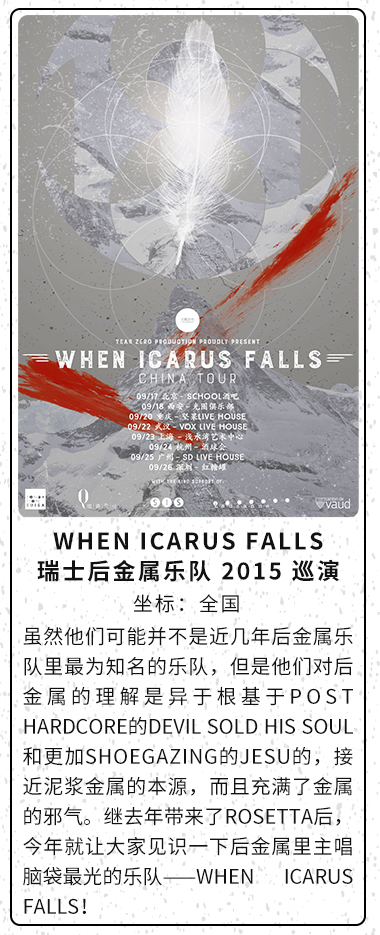 YEAR ZERO PRODUCTION PROUDLY PRESENT
WHEN ICARUS FALLS
CHINA TOUR
09/17 北京 - SCHOOL酒吧
09/18 西安 - 光圈俱乐部
09/20 重庆 - 坚果LIVE HOUSE
09/22 武汉 - VOX LIVE HOUSE
09/23 上海 - 浅水湾艺术中心
09/24 杭州 - 酒球会
09/25 广州 - SD LIVE HOUSE
09/26 深圳 - 红糖罐
WITH THE KIND SUPPORT OF:
SIS
vaud
WHEN ICARUS FALLS
瑞士后金属乐队 2015 巡演
坐标：全国
虽然他们可能并不是近几年后金属乐
队里最为知名的乐队，但是他们对后
金属的理解是异于根基于POST
HARDCORE的DEVIL SOLD HIS SOUL
和更加SHOEGAZING的JESU的，接
近泥浆金属的本源，而且充满了金属
的邪气。继去年带来了ROSETTA后，
今年就让大家见识一下后金属里主唱
脑袋最光的乐队——WHEN ICARUS
FALLS！